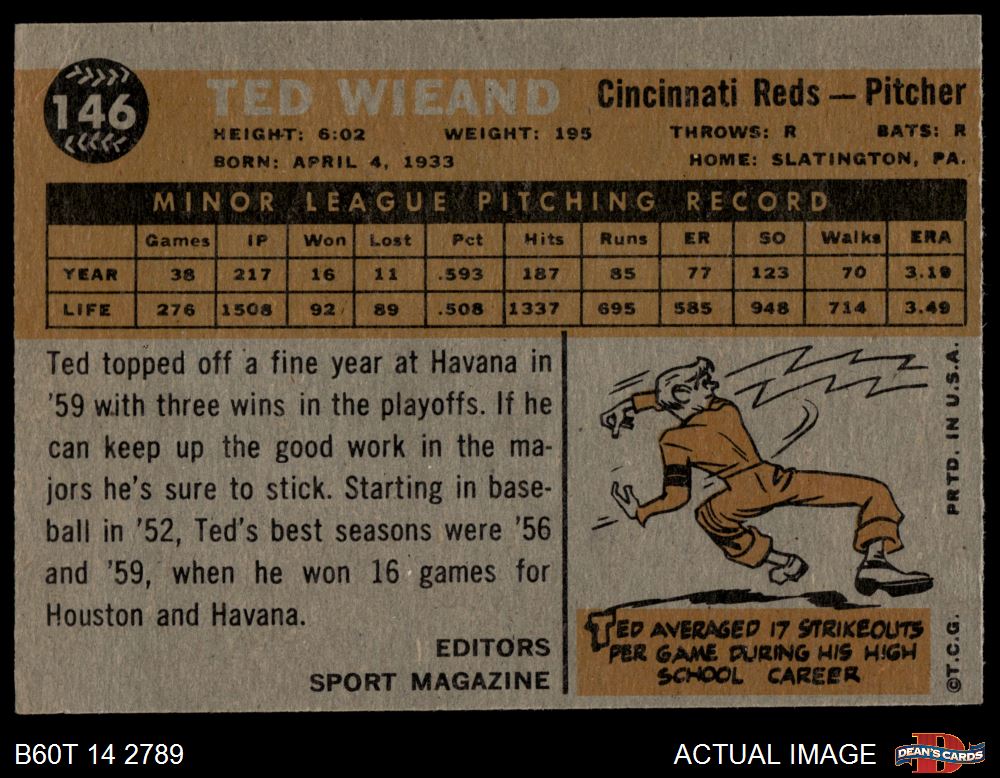 146
TED WIEAND Cincinnati Reds — Pitcher
HEIGHT: 6:02 WEIGHT: 195 THROWS: R BATS: R
BORN: APRIL 4, 1933 HOME: SLATINGTON, PA.
MINOR LEAGUE PITCHING RECORD
Games IP Won Lost Pct Hits Runs ER SO Walks ERA
YEAR 38 217 16 11 .593 187 85 77 123 70 3.19
LIFE 276 1508 92 89 .508 1337 695 585 948 714 3.49
Ted topped off a fine year at Havana in
'59 with three wins in the playoffs. If he
can keep up the good work in the ma-
jors he's sure to stick. Starting in base-
ball in '52, Ted's best seasons were '56
and '59, when he won 16 games for
Houston and Havana.
EDITORS
SPORT MAGAZINE
TED AVERAGED 17 STRIKEOUTS
PER GAME DURING HIS HIGH
SCHOOL CAREER
©T.C.G. PRTD. IN U.S.A.
B60T 14 2789 ACTUAL IMAGE DEAN'S CARDS